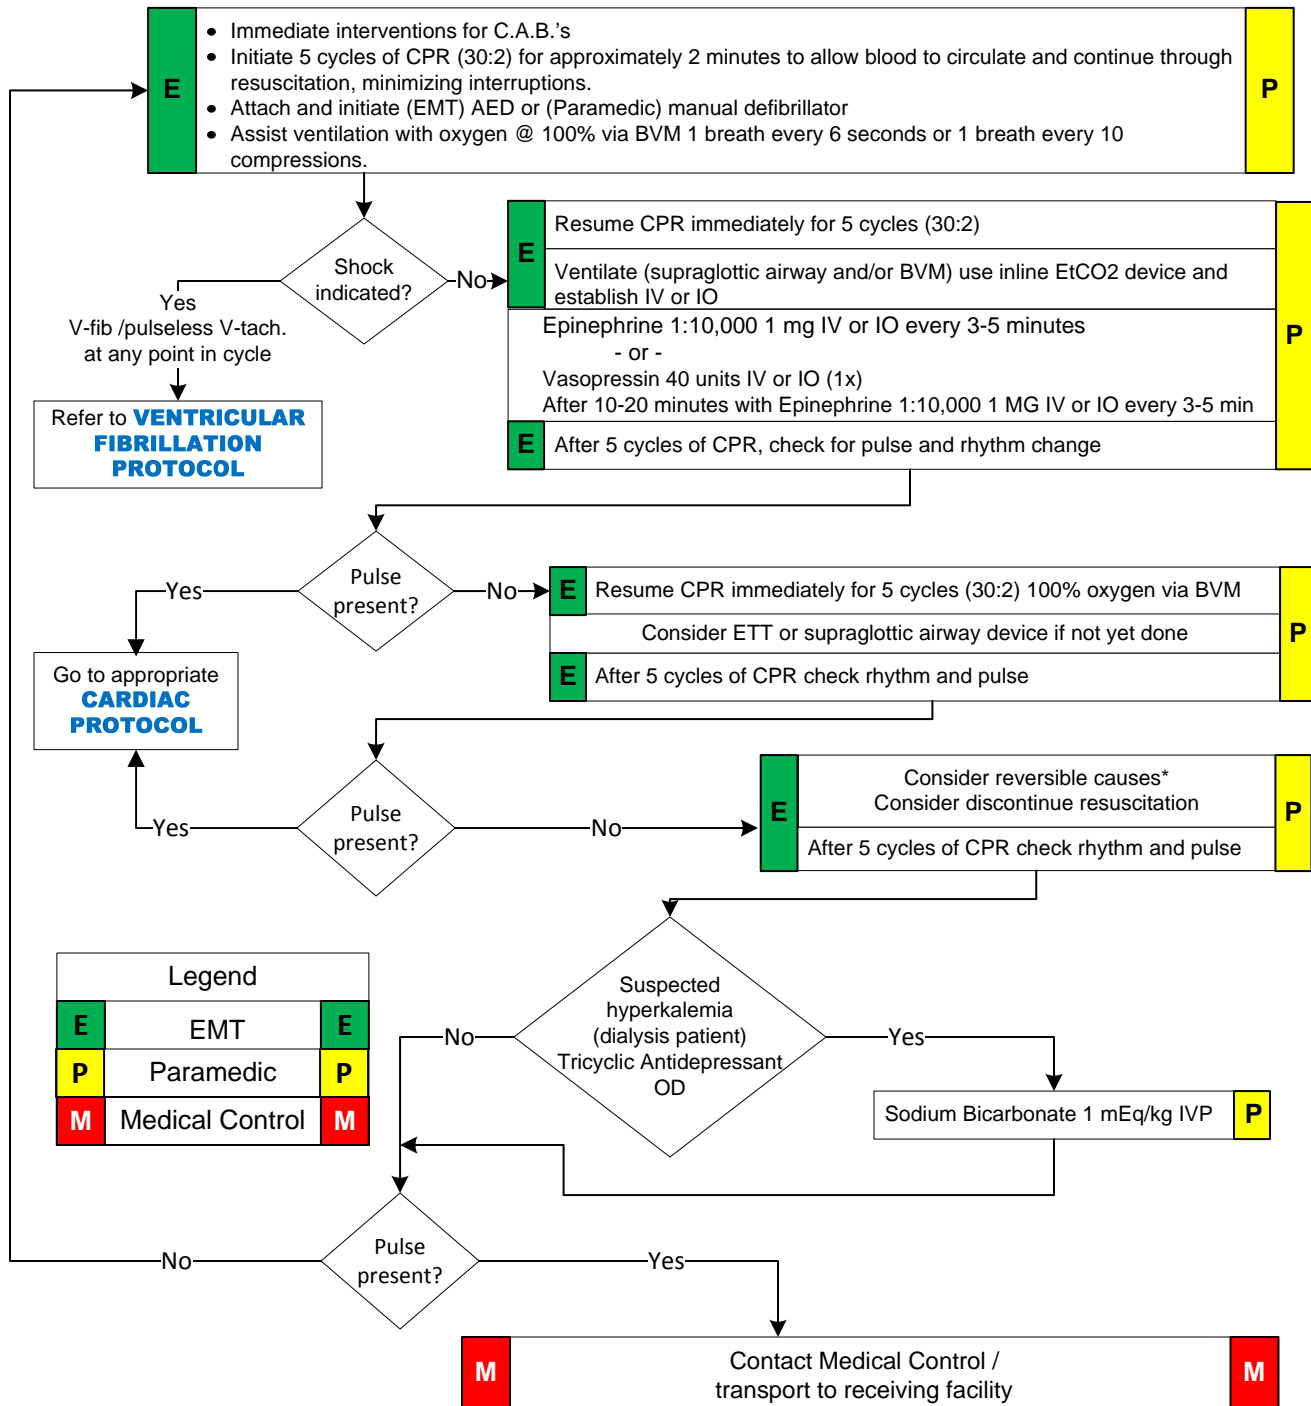 E
P
• Immediate interventions for C.A.B.'s
• Initiate 5 cycles of CPR (30:2) for approximately 2 minutes to allow blood to circulate and continue through
resuscitation, minimizing interruptions.
• Attach and initiate (EMT) AED or (Paramedic) manual defibrillator
• Assist ventilation with oxygen @ 100% via BVM 1 breath every 6 seconds or 1 breath every 10
compressions.
Shock
indicated?
No
Yes
V-fib /pulseless V-tach.
at any point in cycle
Refer to VENTRICULAR
FIBRILLATION
PROTOCOL
E
P
Resume CPR immediately for 5 cycles (30:2)
Ventilate (supraglottic airway and/or BVM) use inline EtCO2 device and
establish IV or IO
Epinephrine 1:10,000 1 mg IV or IO every 3-5 minutes
- or -
Vasopressin 40 units IV or IO (1x)
After 10-20 minutes with Epinephrine 1:10,000 1 MG IV or IO every 3-5 min
E
After 5 cycles of CPR, check for pulse and rhythm change
Pulse
present?
Yes
No
E
Resume CPR immediately for 5 cycles (30:2) 100% oxygen via BVM
P
Consider ETT or supraglottic airway device if not yet done
E
After 5 cycles of CPR check rhythm and pulse
Go to appropriate
CARDIAC
PROTOCOL
Pulse
present?
Yes
No
E
Consider reversible causes*
Consider discontinue resuscitation
P
After 5 cycles of CPR check rhythm and pulse
Suspected
hyperkalemia
(dialysis patient)
Tricyclic Antidepressant
OD
No
Yes
Sodium Bicarbonate 1 mEq/kg IVP
P
Legend
E EMT E
P Paramedic P
M Medical Control M
Pulse
present?
No
Yes
M
Contact Medical Control /
transport to receiving facility
M